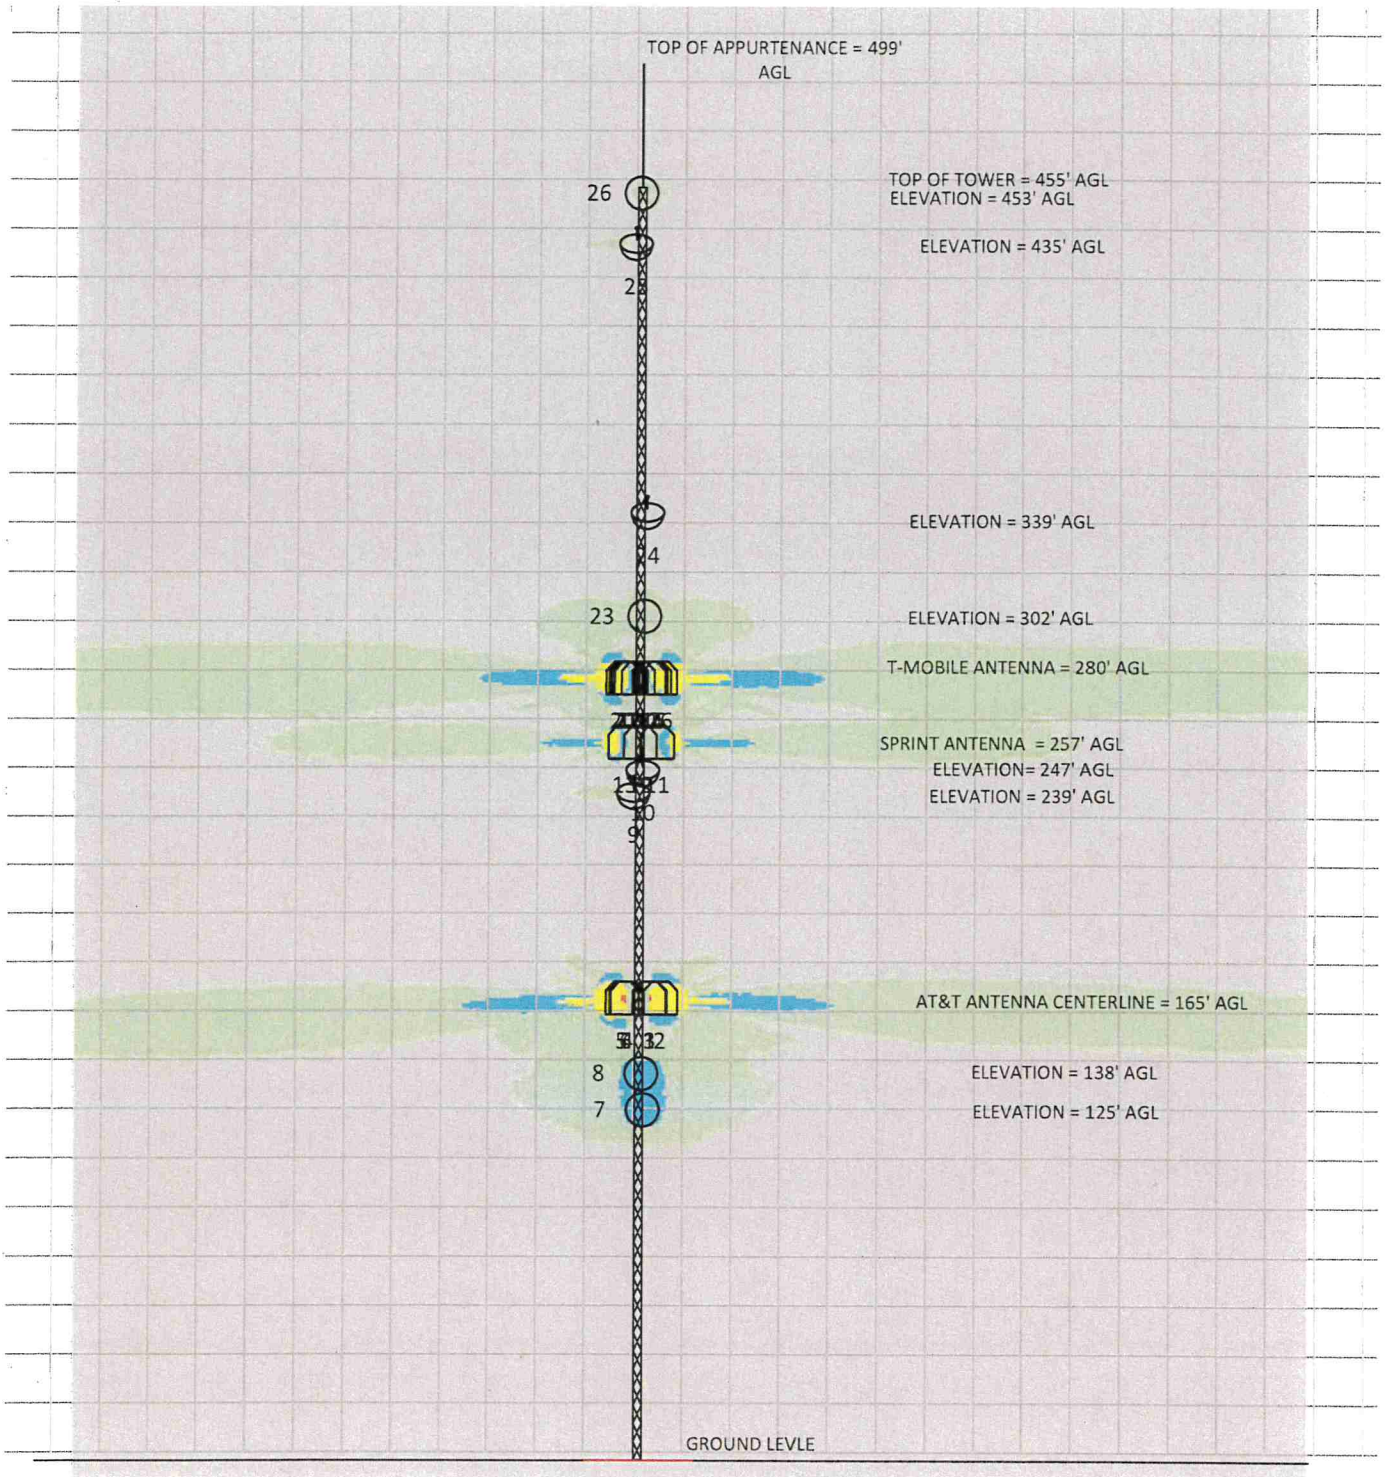 TOP OF APPURTENANCE = 499'
AGL
26
TOP OF TOWER = 455' AGL
ELEVATION = 453' AGL
ELEVATION = 435' AGL
ELEVATION = 339' AGL
4
23
ELEVATION = 302' AGL
T-MOBILE ANTENNA = 280' AGL
SPRINT ANTENNA = 257' AGL
ELEVATION= 247' AGL
ELEVATION = 239' AGL
10
9
AT&T ANTENNA CENTERLINE = 165' AGL
8
ELEVATION = 138' AGL
7
ELEVATION = 125' AGL
GROUND LEVLE